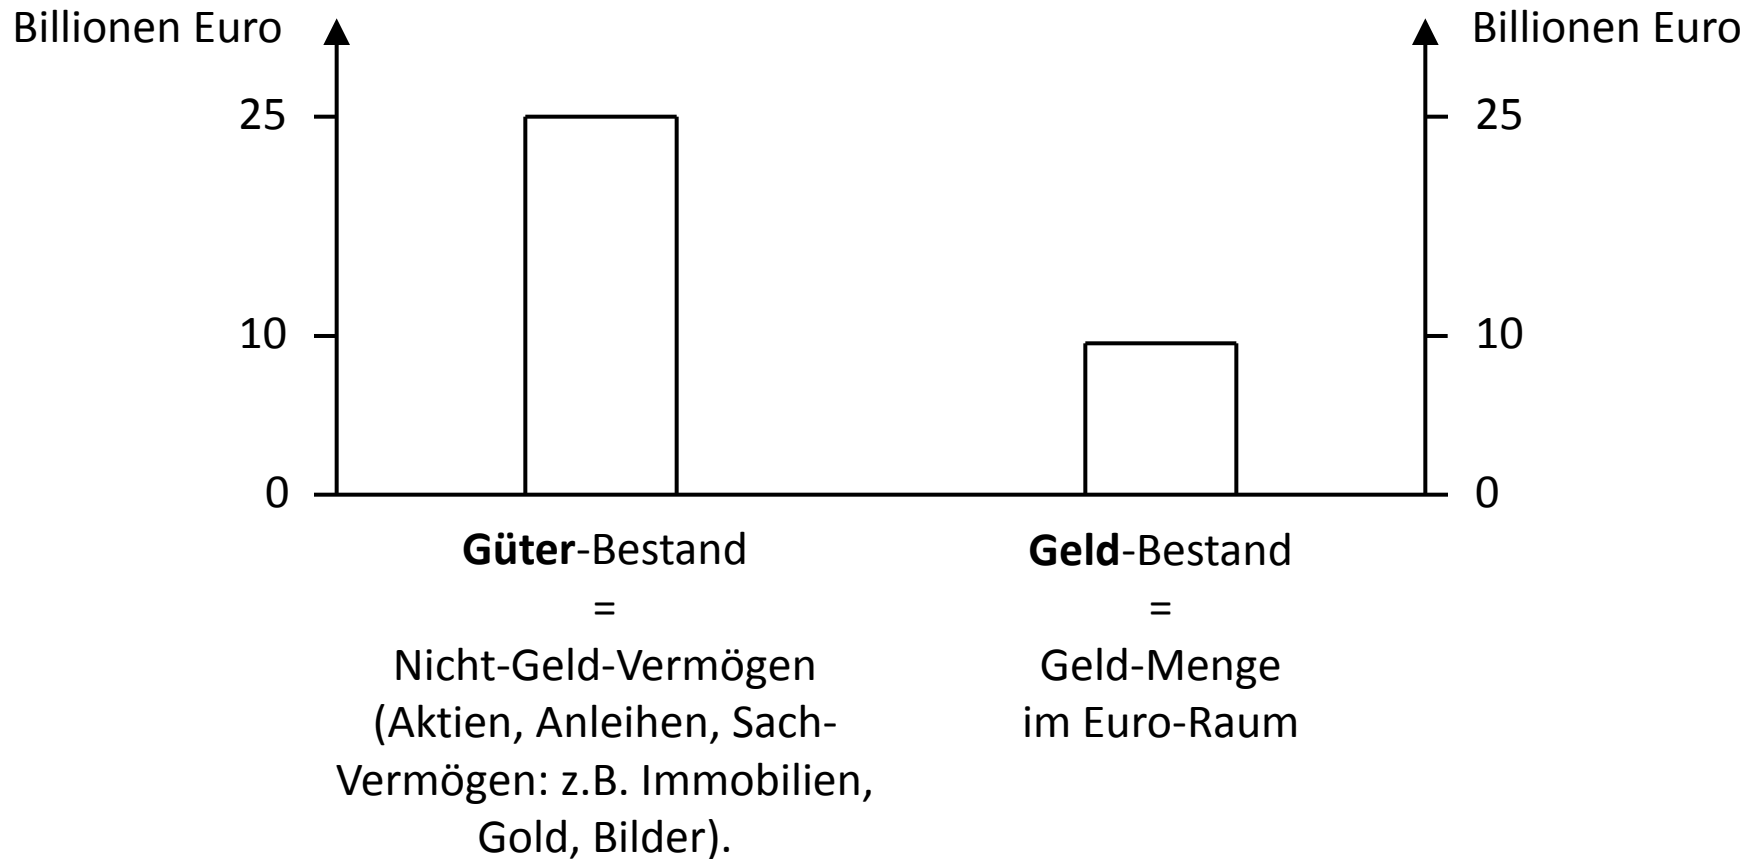 Billionen Euro
Billionen Euro
25
25
10
10
0
0
Güter-Bestand
Geld-Bestand
=
=
Nicht-Geld-Vermögen
Geld-Menge
(Aktien, Anleihen, Sach-
im Euro-Raum
Vermögen: z.B. Immobilien,
Gold, Bilder).